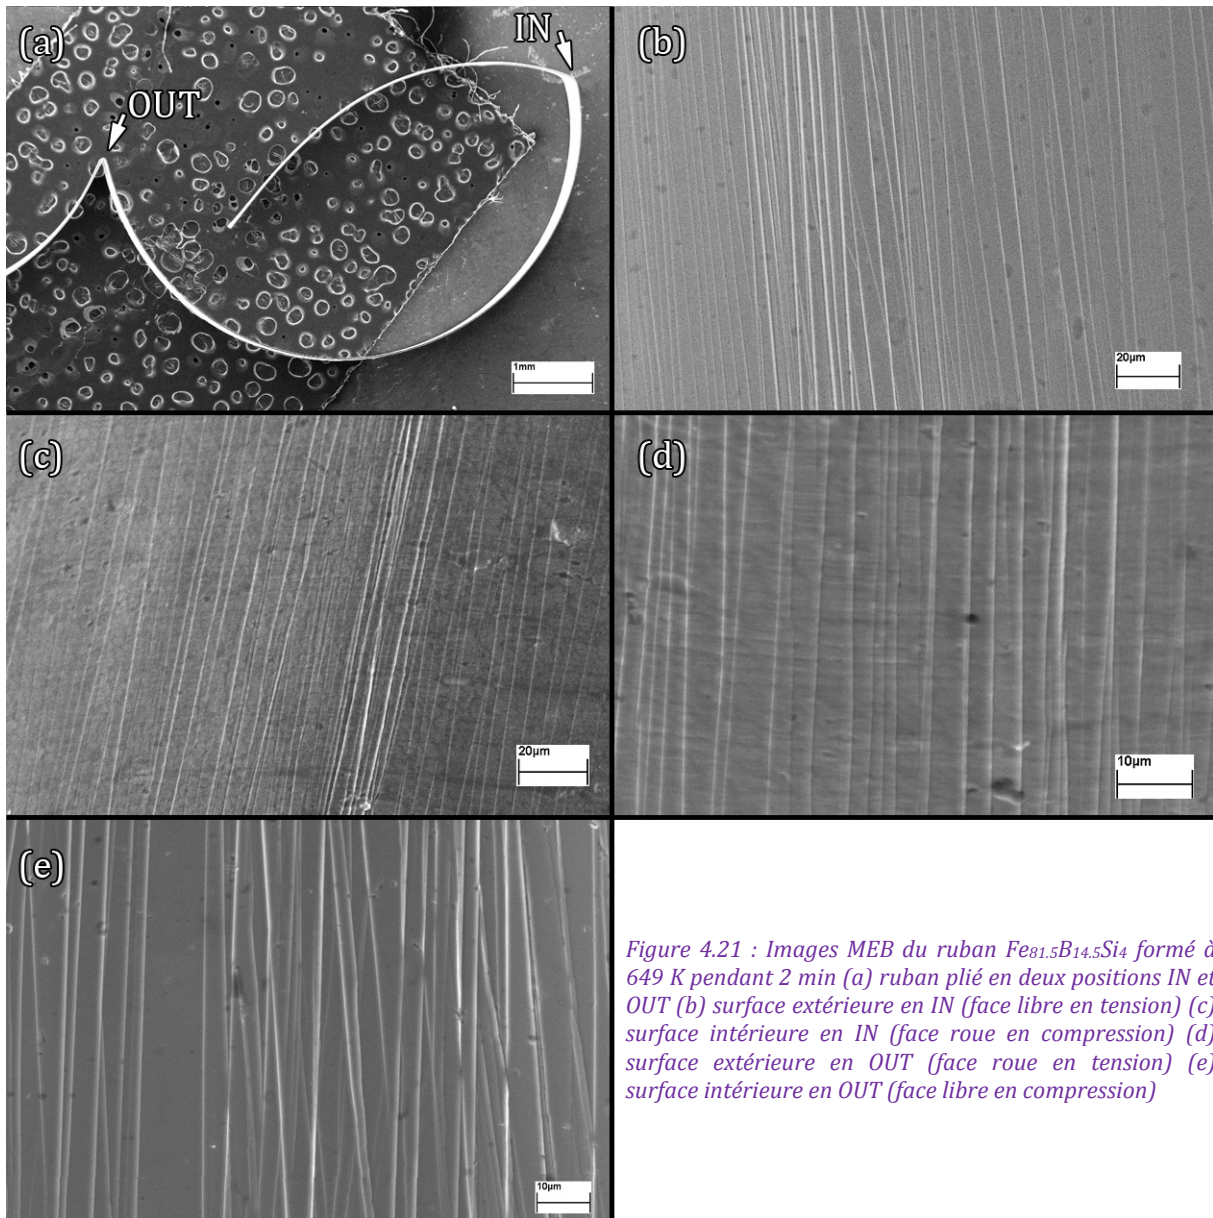 (a)
IN
OUT
1mm
(b)
20µm
(c)
20µm
(d)
10µm
(e)
10µm
Figure 4.21 : Images MEB du ruban Fe81.5B14.5Si4 formé à
649 K pendant 2 min (a) ruban plié en deux positions IN et
OUT (b) surface extérieure en IN (face libre en tension) (c)
surface intérieure en IN (face roue en compression) (d)
surface extérieure en OUT (face roue en tension) (e)
surface intérieure en OUT (face libre en compression)